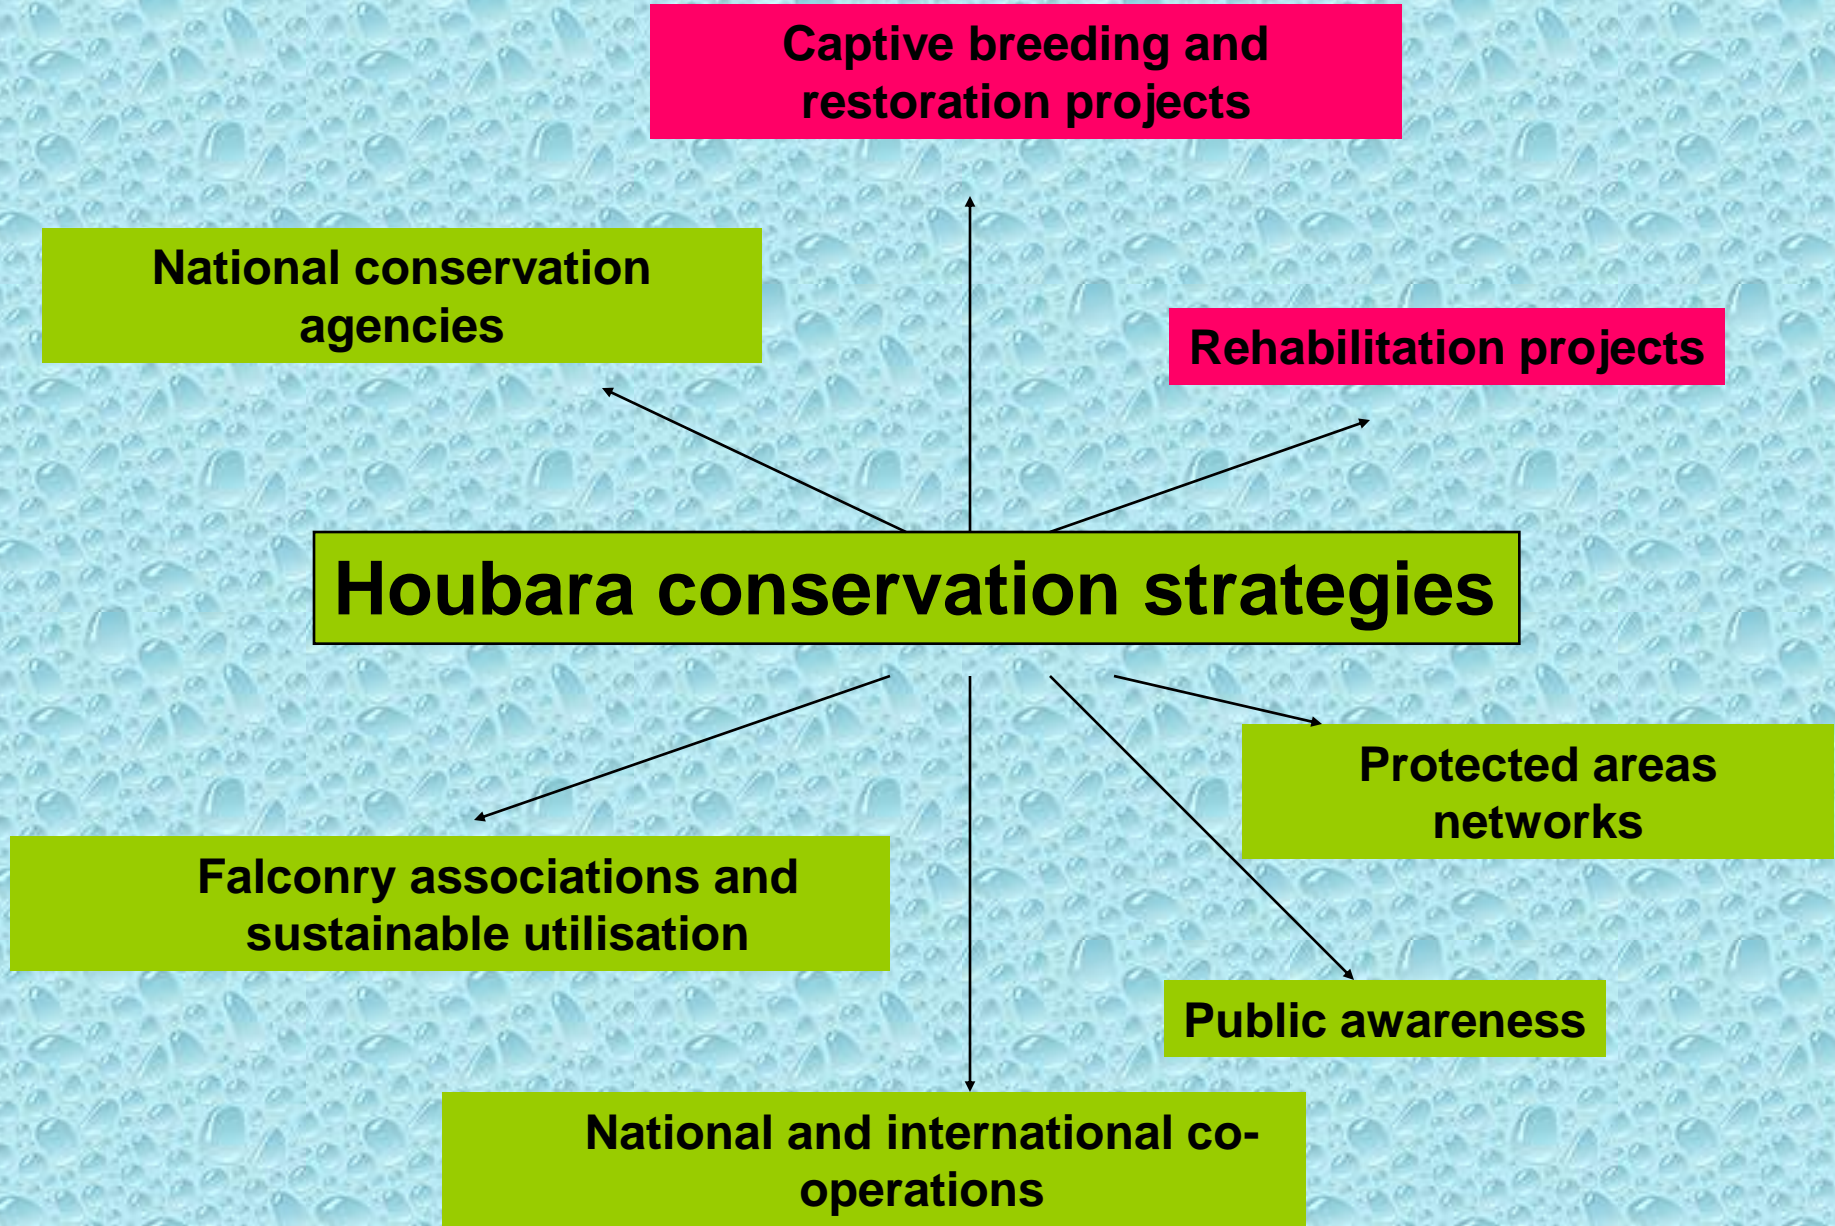 Captive breeding and
restoration projects
National conservation
agencies
Rehabilitation projects
Houbara conservation strategies
Protected areas
networks
Falconry associations and
sustainable utilisation
Public awareness
National and international co-
operations